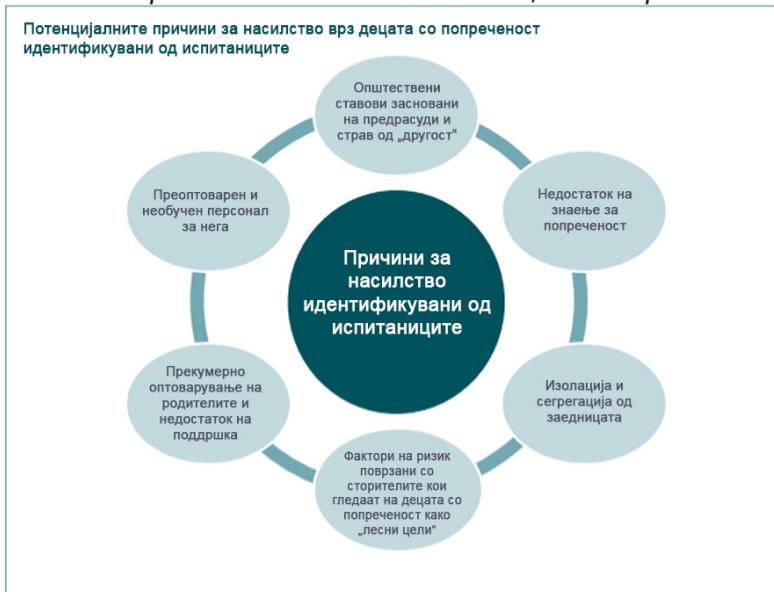 Потенцијалните причини за насилство врз децата со попреченост
идентификувани од испитаниците
Општествени
ставови засновани
на предрасуди и
страв од „другост“
Недостаток на
знаење за
попреченост
Изолација и
сегрегација од
заедницата
Фактори на ризик
поврзани со
сторителите кои
гледаат на децата со
попреченост како
„лесни цели“
Прекумерно
оптоварување на
родителите и
недостаток на
поддршка
Преоптоварен и
необучен персонал
за нега
Причини за
насилство
идентификувани од
испитаниците